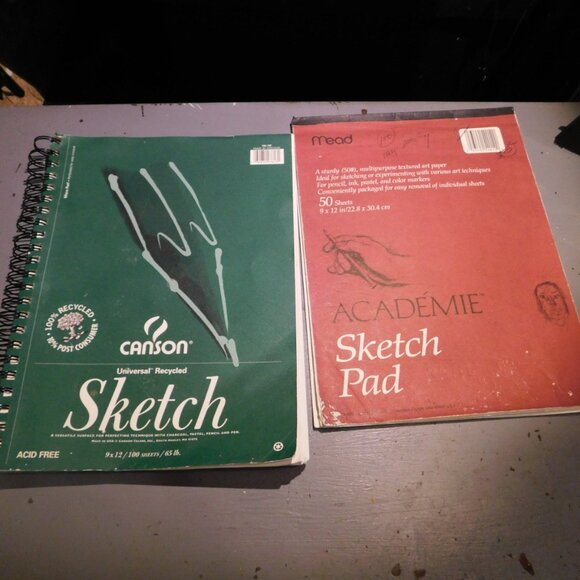 100% RECYCLED
10% POST CONSUMER
CANSON
Universal™ Recycled
Sketch
A VERSATILE SURFACE FOR PERFECTING TECHNIQUE WITH CHARCOAL, PASTEL, PENCIL AND PEN.
ACID FREE
9 x 12 / 100 SHEETS / 65 lb.
Mead
A sturdy (50#), multipurpose textured art paper
Ideal for sketching or experimenting with various art techniques
For pencil, ink, pastel, and color markers
Conveniently packaged for easy removal of individual sheets
50 Sheets
9 x 12 in/22.8 x 30.4 cm
ACADÉMIE™
Sketch
Pad